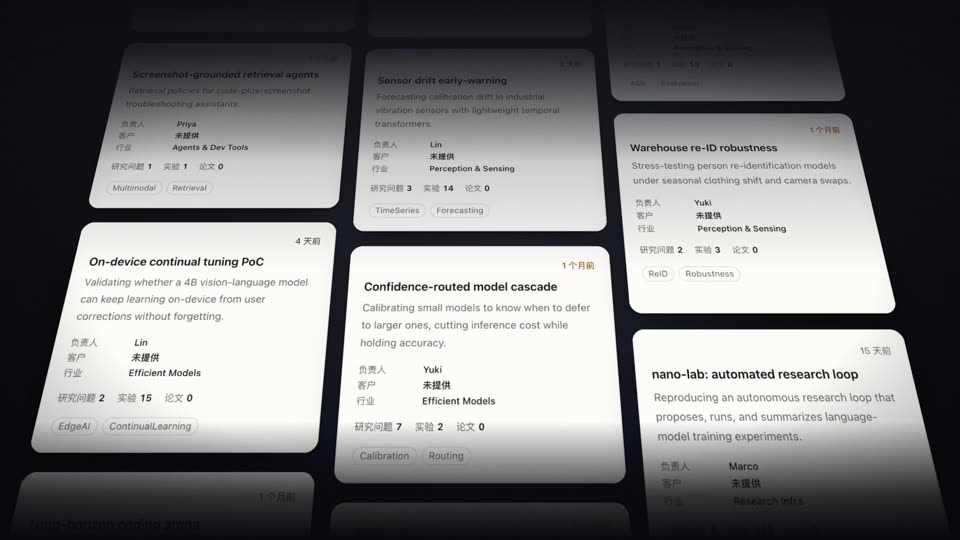 Screenshot-grounded retrieval agents
Retrieval policies for code-plus-screenshot
troubleshooting assistants.
负责人 Priya
客户 未提供
行业 Agents & Dev Tools
研究问题 1 实验 1 论文 0
Multimodal Retrieval
4 天前
On-device continual tuning PoC
Validating whether a 4B vision-language model
can keep learning on-device from user
corrections without forgetting.
负责人 Lin
客户 未提供
行业 Efficient Models
研究问题 2 实验 15 论文 0
EdgeAI ContinualLearning
1 个月前
Sensor drift early-warning
Forecasting calibration drift in industrial
vibration sensors with lightweight temporal
transformers.
负责人 Lin
客户 未提供
行业 Perception & Sensing
研究问题 3 实验 14 论文 0
TimeSeries Forecasting
1 个月前
Confidence-routed model cascade
Calibrating small models to know when to defer
to larger ones, cutting inference cost while
holding accuracy.
负责人 Yuki
客户 未提供
行业 Efficient Models
研究问题 7 实验 2 论文 0
Calibration Routing
论文 0
ASR Evaluation
1 个月前
Warehouse re-ID robustness
Stress-testing person re-identification models
under seasonal clothing shift and camera swaps.
负责人 Yuki
客户 未提供
行业 Perception & Sensing
研究问题 2 实验 3 论文 0
ReID Robustness
15 天前
nano-lab: automated research loop
Reproducing an autonomous research loop that
proposes, runs, and summarizes language-
model training experiments.
负责人 Marco
客户 未提供
行业 Research Infra